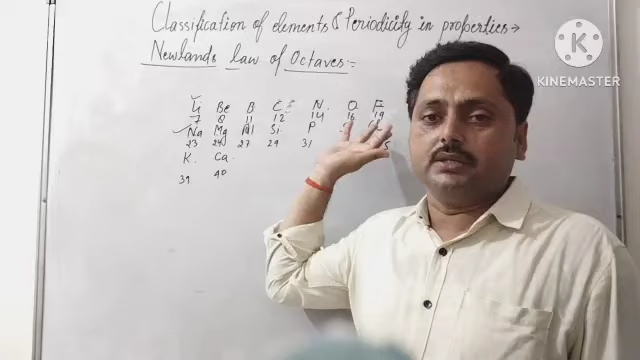 Classification of elements & Periodicity in properties→
Newlands law of Octaves:-
Li Be B C N. O F
7 9 11 12 14 16 19
Na Mg Al Si P
23 24 27 29 31
K. Ca.
39 40
K
KINEMASTER